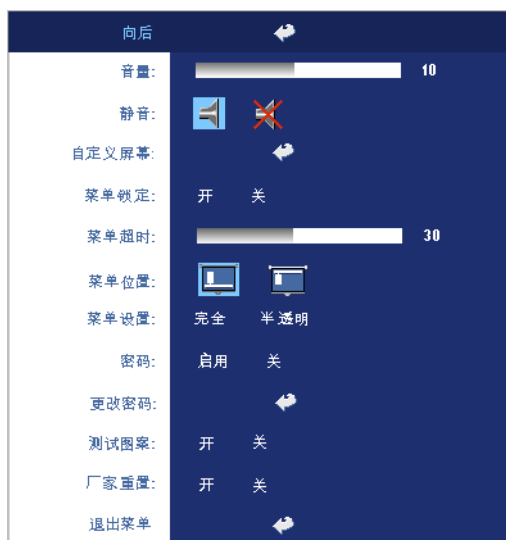 向后
音量: 10
静音:
自定义屏幕:
菜单锁定: 开 关
菜单超时: 30
菜单位置:
菜单设置: 完全 半透明
密码: 启用 关
更改密码:
测试图案: 开 关
厂家重置: 开 关
退出菜单